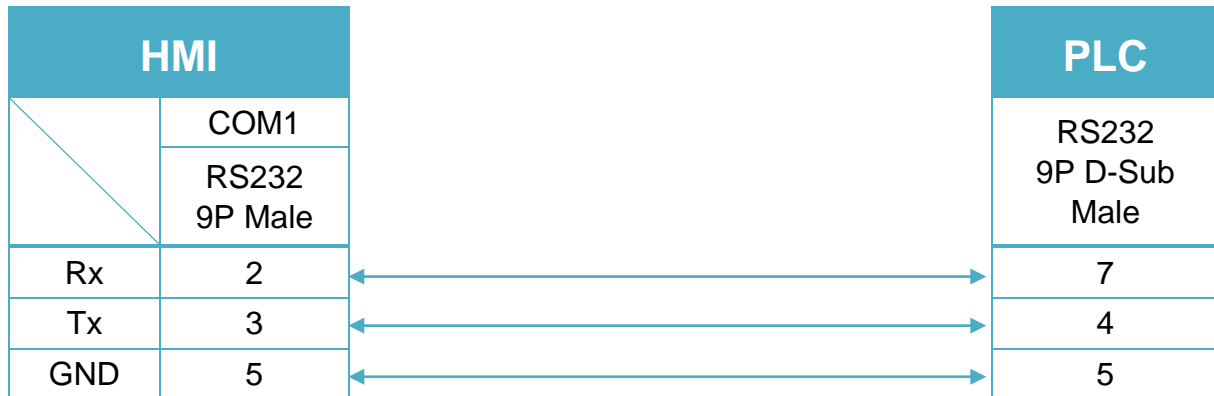 HMI
PLC
COM1
RS232
9P Male
RS232
9P D-Sub
Male
Rx 2 7
Tx 3 4
GND 5 5